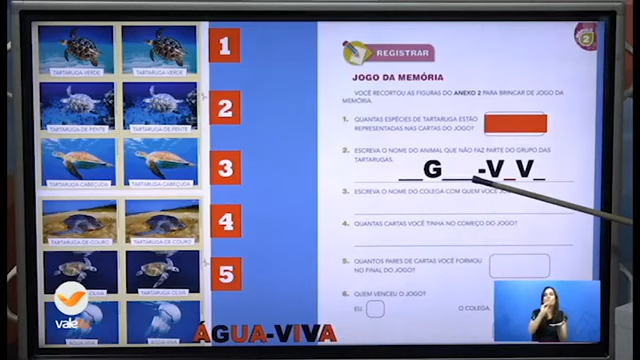 TARTARUGA-VERDE TARTARUGA-VERDE
TARTARUGA-DE-PENTE TARTARUGA-DE-PENTE
TARTARUGA-CABEÇUDA TARTARUGA-CABEÇUDA
TARTARUGA-DE-COURO TARTARUGA-DE-COURO
TARTARUGA-OLIVA
ÁGUA-VIVA ÁGUA-VIVA
1
2
3
4
5
ÁGUA-VIVA
vale
2
REGISTRAR
JOGO DA MEMÓRIA
VOCÊ RECORTOU AS FIGURAS DO ANEXO 2 PARA BRINCAR DE JOGO DA
MEMÓRIA.
1. QUANTAS ESPÉCIES DE TARTARUGA ESTÃO
REPRESENTADAS NAS CARTAS DO JOGO?
2. ESCREVA O NOME DO ANIMAL QUE NÃO FAZ PARTE DO GRUPO DAS
TARTARUGAS.
__G___-V_V_
3. ESCREVA O NOME DO COLEGA COM QUEM VOCÊ
4. QUANTAS CARTAS VOCÊ TINHA NO COMEÇO DO JOGO?
5. QUANTOS PARES DE CARTAS VOCÊ FORMOU
NO FINAL DO JOGO?
6. QUEM VENCEU O JOGO?
EU. O COLEGA.